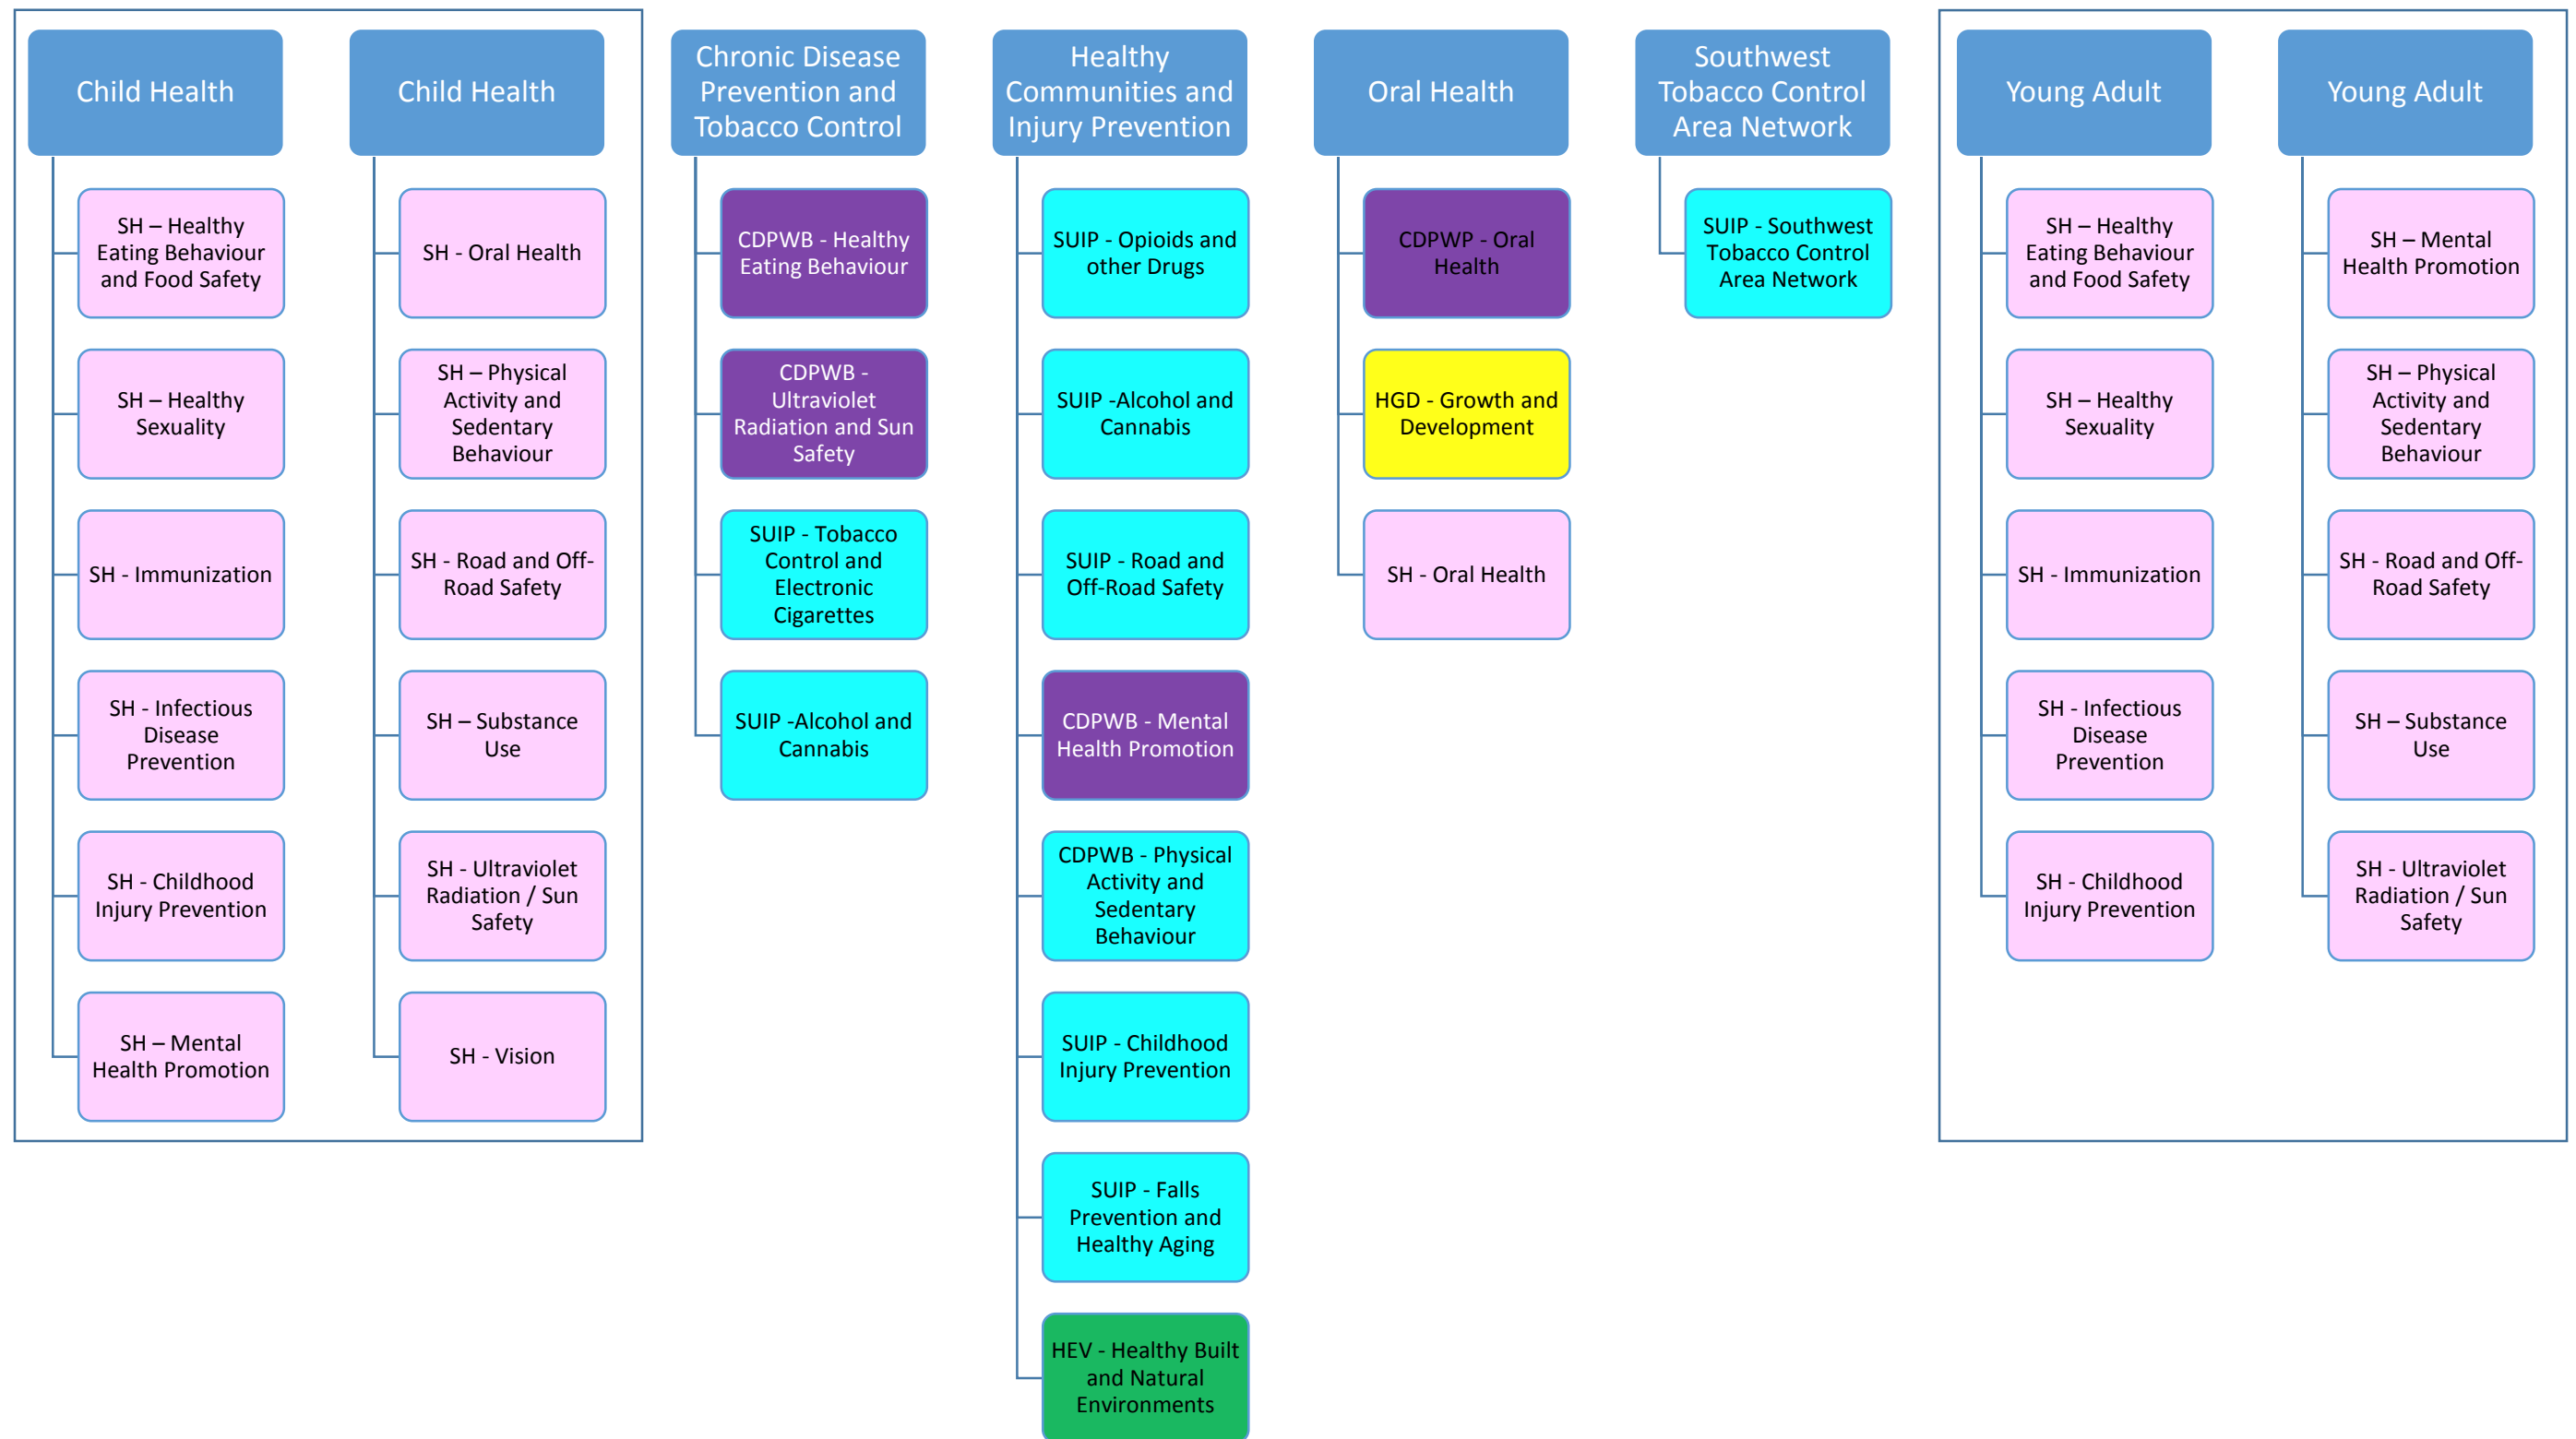 Child Health
SH – Healthy
Eating Behaviour
and Food Safety
SH – Healthy
Sexuality
SH - Immunization
SH - Infectious
Disease
Prevention
SH - Childhood
Injury Prevention
SH – Mental
Health Promotion
Child Health
SH - Oral Health
SH – Physical
Activity and
Sedentary
Behaviour
SH - Road and Off-
Road Safety
SH – Substance
Use
SH - Ultraviolet
Radiation / Sun
Safety
SH - Vision
Chronic Disease
Prevention and
Tobacco Control
CDPWB - Healthy
Eating Behaviour
CDPWB -
Ultraviolet
Radiation and Sun
Safety
SUIP - Tobacco
Control and
Electronic
Cigarettes
SUIP -Alcohol and
Cannabis
Healthy
Communities and
Injury Prevention
SUIP - Opioids and
other Drugs
SUIP -Alcohol and
Cannabis
SUIP - Road and
Off-Road Safety
CDPWB - Mental
Health Promotion
CDPWB - Physical
Activity and
Sedentary
Behaviour
SUIP - Childhood
Injury Prevention
SUIP - Falls
Prevention and
Healthy Aging
HEV - Healthy Built
and Natural
Environments
Oral Health
CDPWP - Oral
Health
HGD - Growth and
Development
SH - Oral Health
Southwest
Tobacco Control
Area Network
SUIP - Southwest
Tobacco Control
Area Network
Young Adult
SH – Healthy
Eating Behaviour
and Food Safety
SH – Healthy
Sexuality
SH - Immunization
SH - Infectious
Disease
Prevention
SH - Childhood
Injury Prevention
Young Adult
SH – Mental
Health Promotion
SH – Physical
Activity and
Sedentary
Behaviour
SH - Road and Off-
Road Safety
SH – Substance
Use
SH - Ultraviolet
Radiation / Sun
Safety